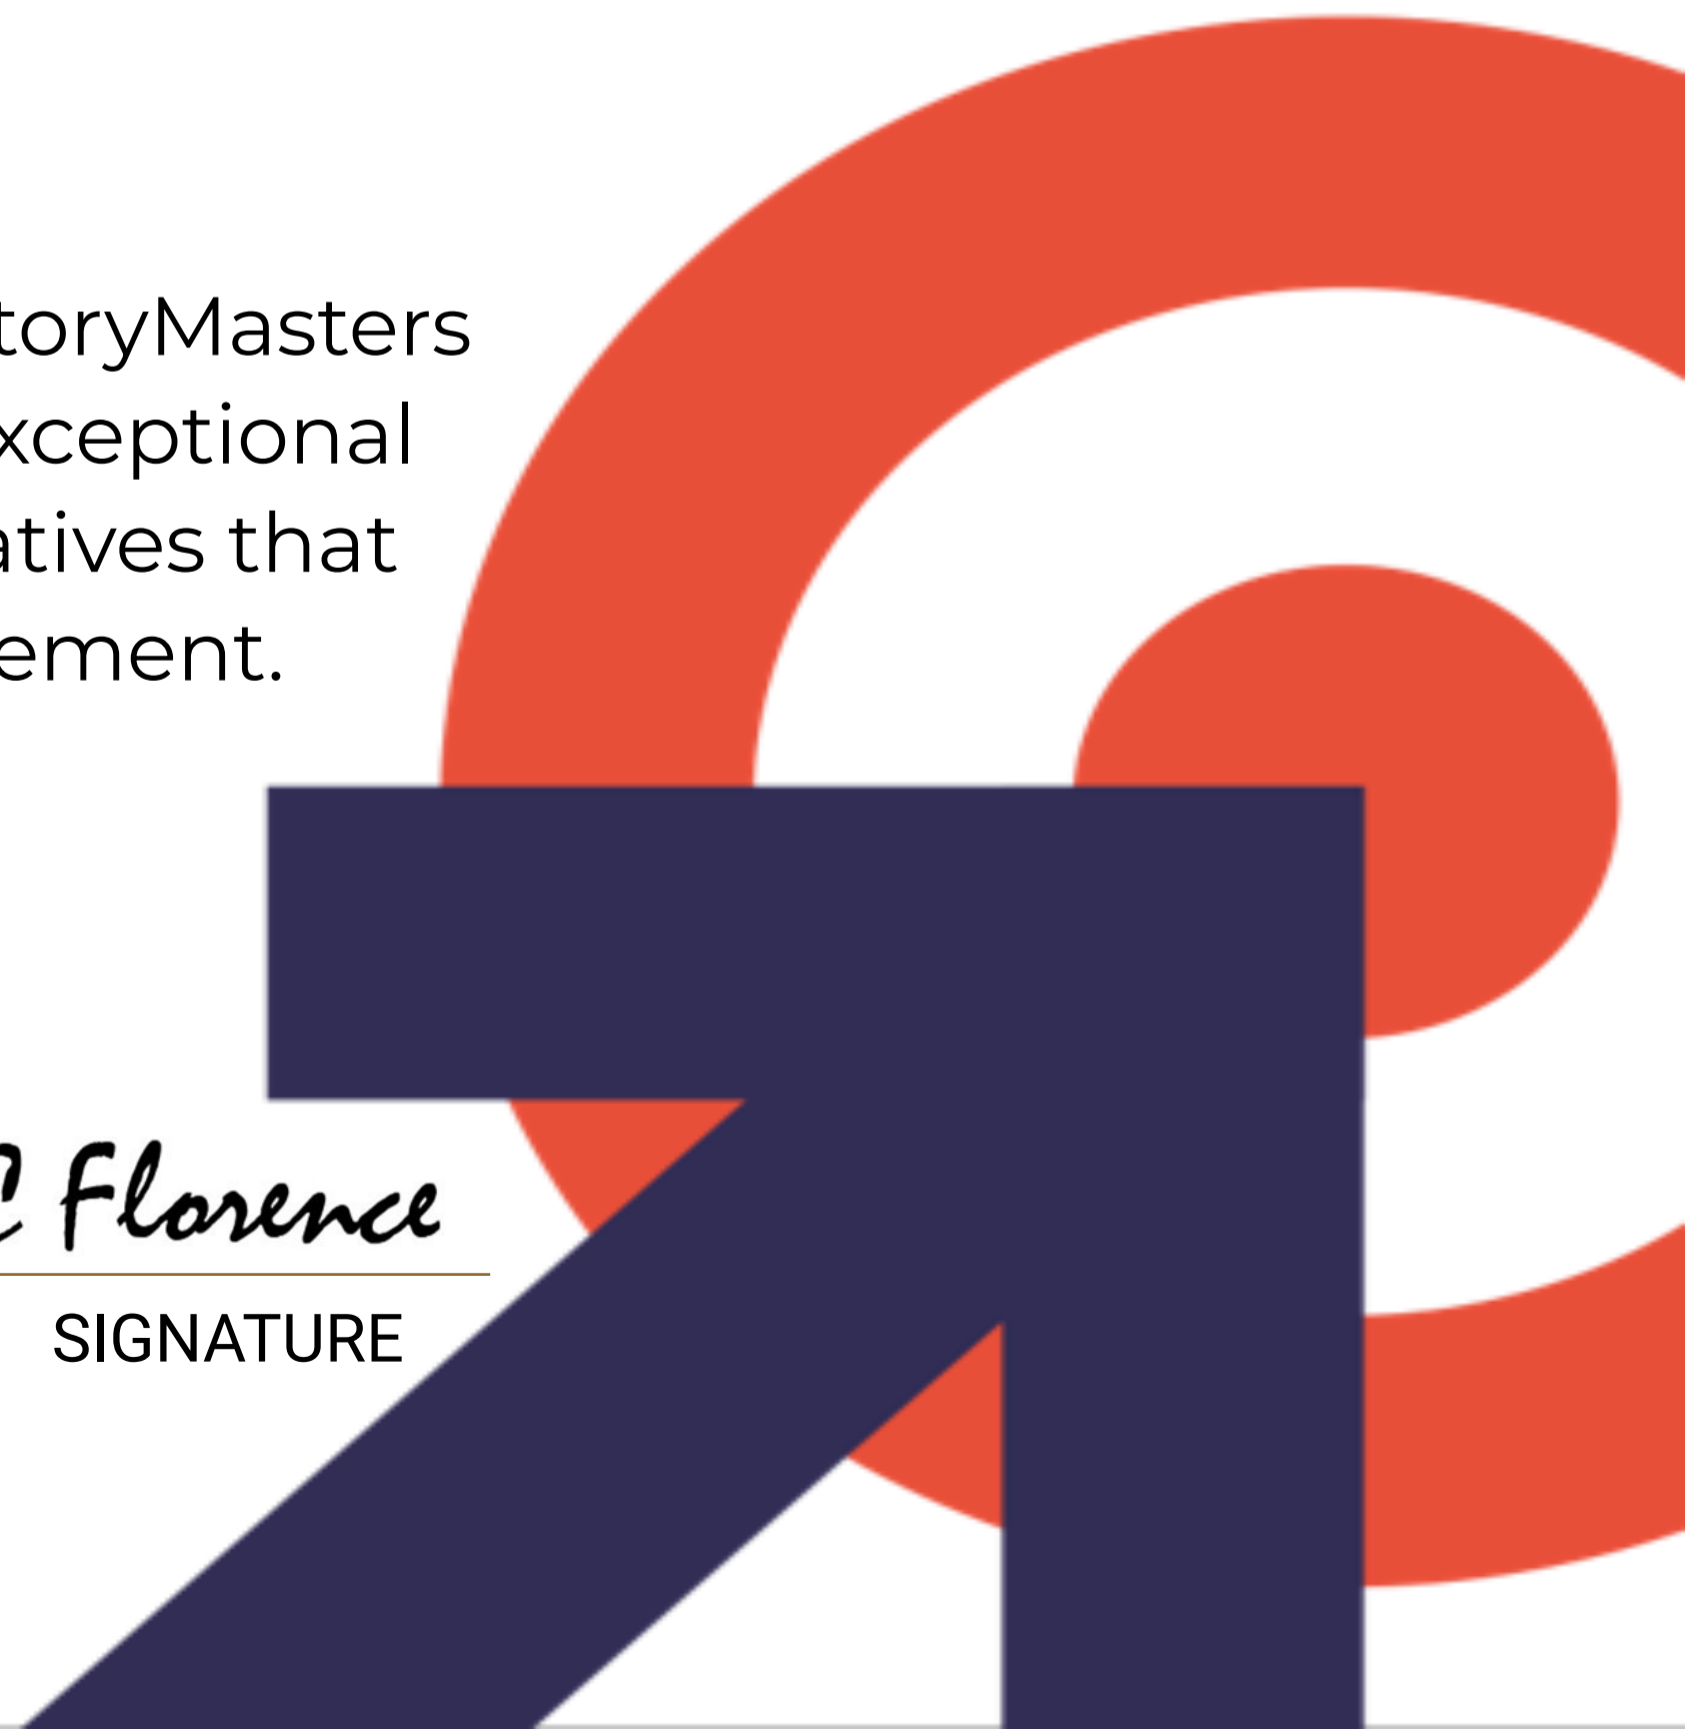 toryMasters
xceptional
atives that
ement.
C Florence
SIGNATURE